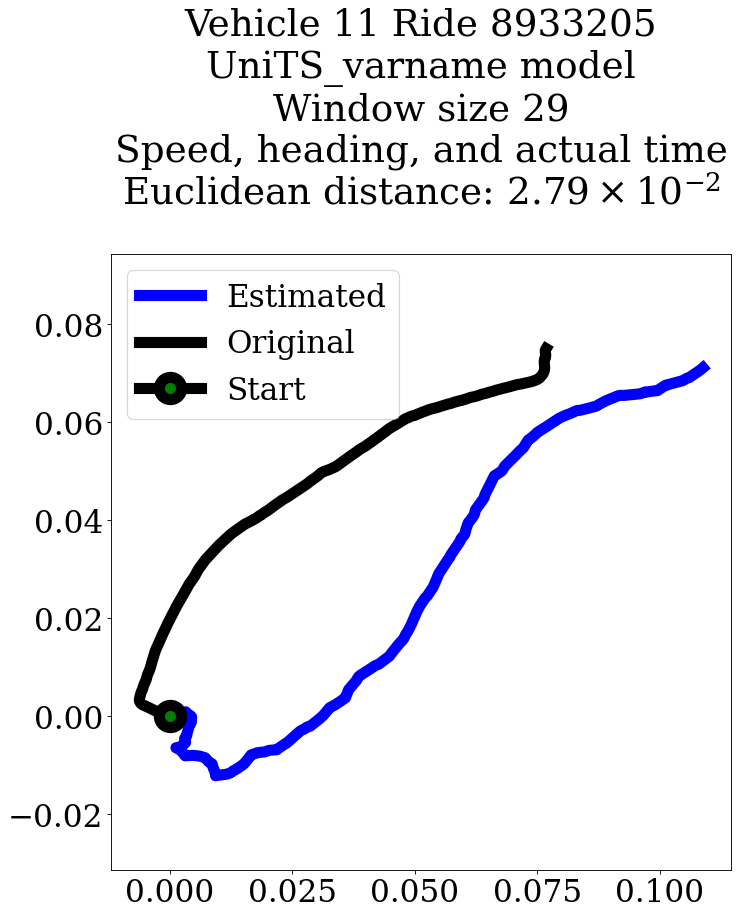 Vehicle 11 Ride 8933205
UniTS_varname model
Window size 29
Speed, heading, and actual time
Euclidean distance: 2.79 × 10⁻²
Estimated
Original
Start
0.08
0.06
0.04
0.02
0.00
−0.02
0.000 0.025 0.050 0.075 0.100